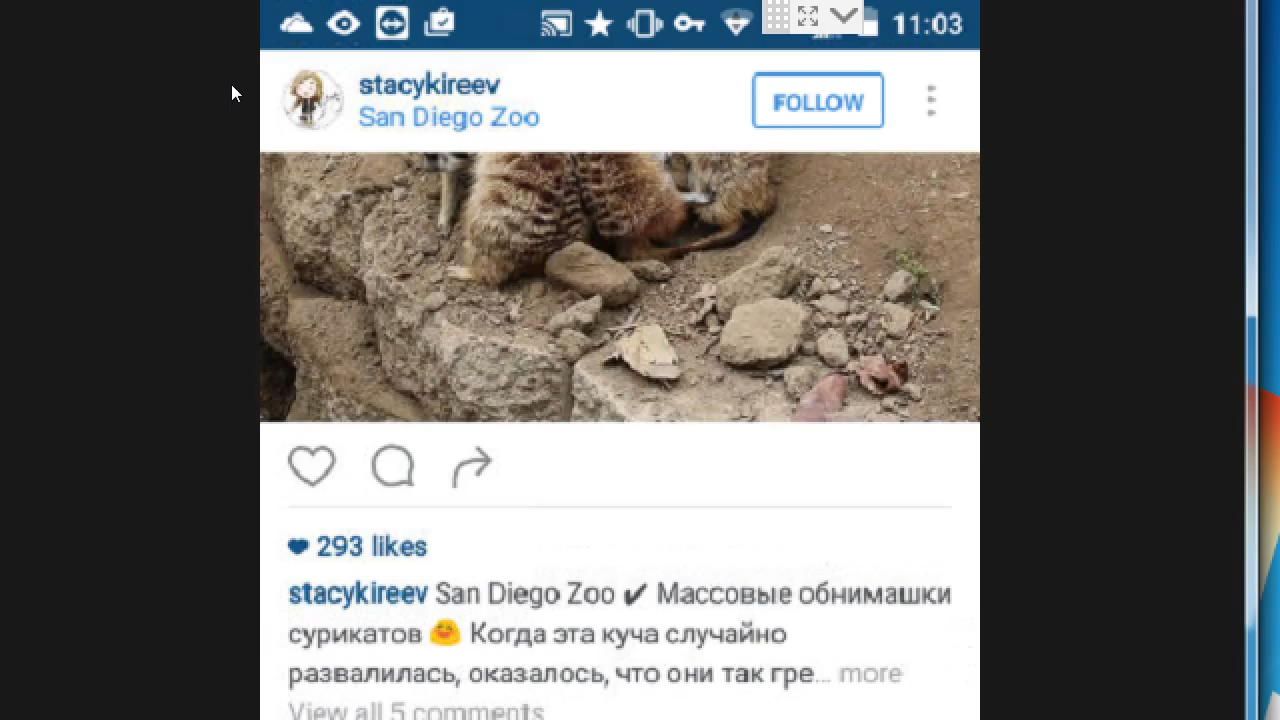 11:03
stacykireev
San Diego Zoo
FOLLOW
293 likes
stacykireev San Diego Zoo ✔ Массовые обнимашки
сурикатов 🤗 Когда эта куча случайно
развалилась, оказалось, что они так гре... more
View all 5 comments